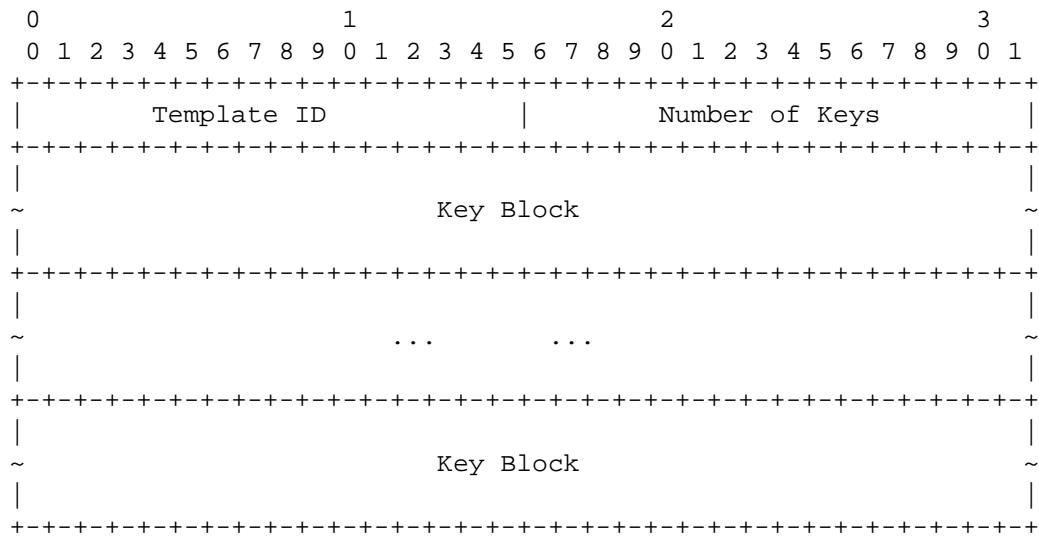 0                   1                   2                   3
 0 1 2 3 4 5 6 7 8 9 0 1 2 3 4 5 6 7 8 9 0 1 2 3 4 5 6 7 8 9 0 1
+-+-+-+-+-+-+-+-+-+-+-+-+-+-+-+-+-+-+-+-+-+-+-+-+-+-+-+-+-+-+-+-+
|        Template ID            |        Number of Keys         |
+-+-+-+-+-+-+-+-+-+-+-+-+-+-+-+-+-+-+-+-+-+-+-+-+-+-+-+-+-+-+-+-+
|                                                               |
~                          Key Block                            ~
|                                                               |
+-+-+-+-+-+-+-+-+-+-+-+-+-+-+-+-+-+-+-+-+-+-+-+-+-+-+-+-+-+-+-+-+
|                                                               |
~                       ...       ...                           ~
|                                                               |
+-+-+-+-+-+-+-+-+-+-+-+-+-+-+-+-+-+-+-+-+-+-+-+-+-+-+-+-+-+-+-+-+
|                                                               |
~                          Key Block                            ~
|                                                               |
+-+-+-+-+-+-+-+-+-+-+-+-+-+-+-+-+-+-+-+-+-+-+-+-+-+-+-+-+-+-+-+-+